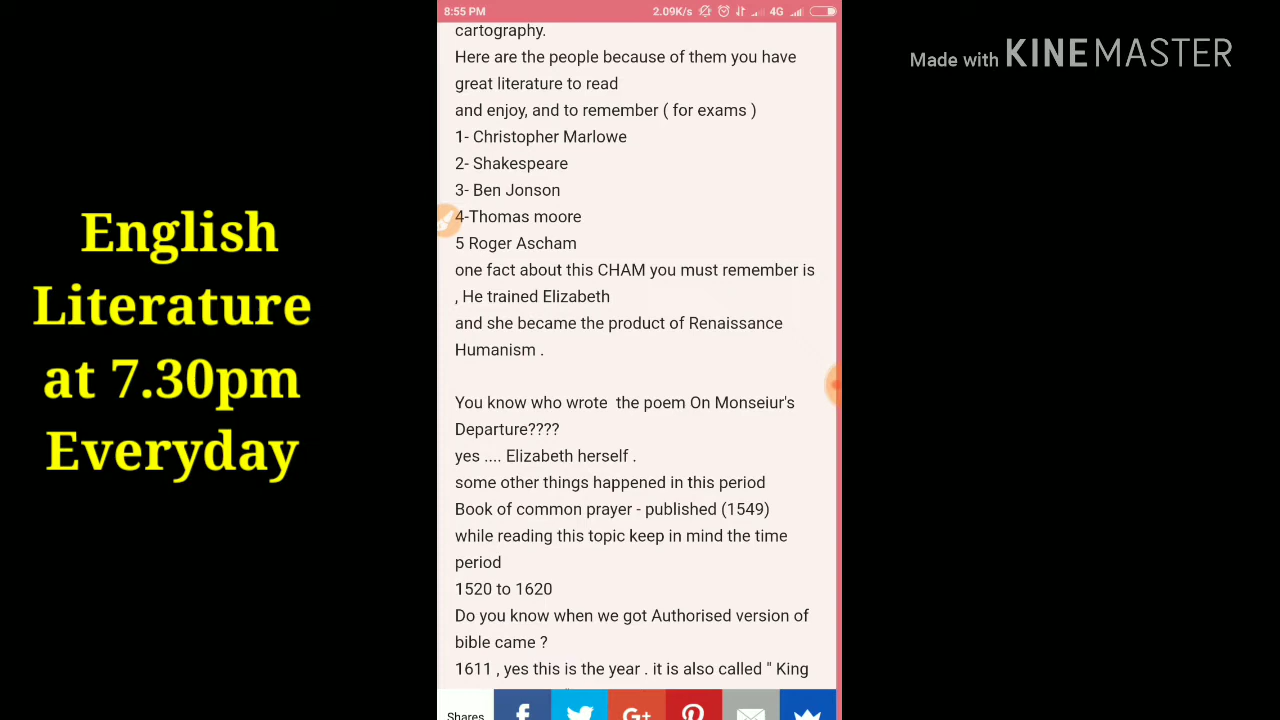 8:55 PM
2.09K/s
4G
Made with KINEMASTER
English
Literature
at 7.30pm
Everyday
cartography.
Here are the people because of them you have
great literature to read
and enjoy, and to remember ( for exams )
1- Christopher Marlowe
2- Shakespeare
3- Ben Jonson
4-Thomas moore
5 Roger Ascham
one fact about this CHAM you must remember is
, He trained Elizabeth
and she became the product of Renaissance
Humanism .
You know who wrote the poem On Monseiur's
Departure????
yes .... Elizabeth herself .
some other things happened in this period
Book of common prayer - published (1549)
while reading this topic keep in mind the time
period
1520 to 1620
Do you know when we got Authorised version of
bible came ?
1611 , yes this is the year . it is also called " King
Shares
G+